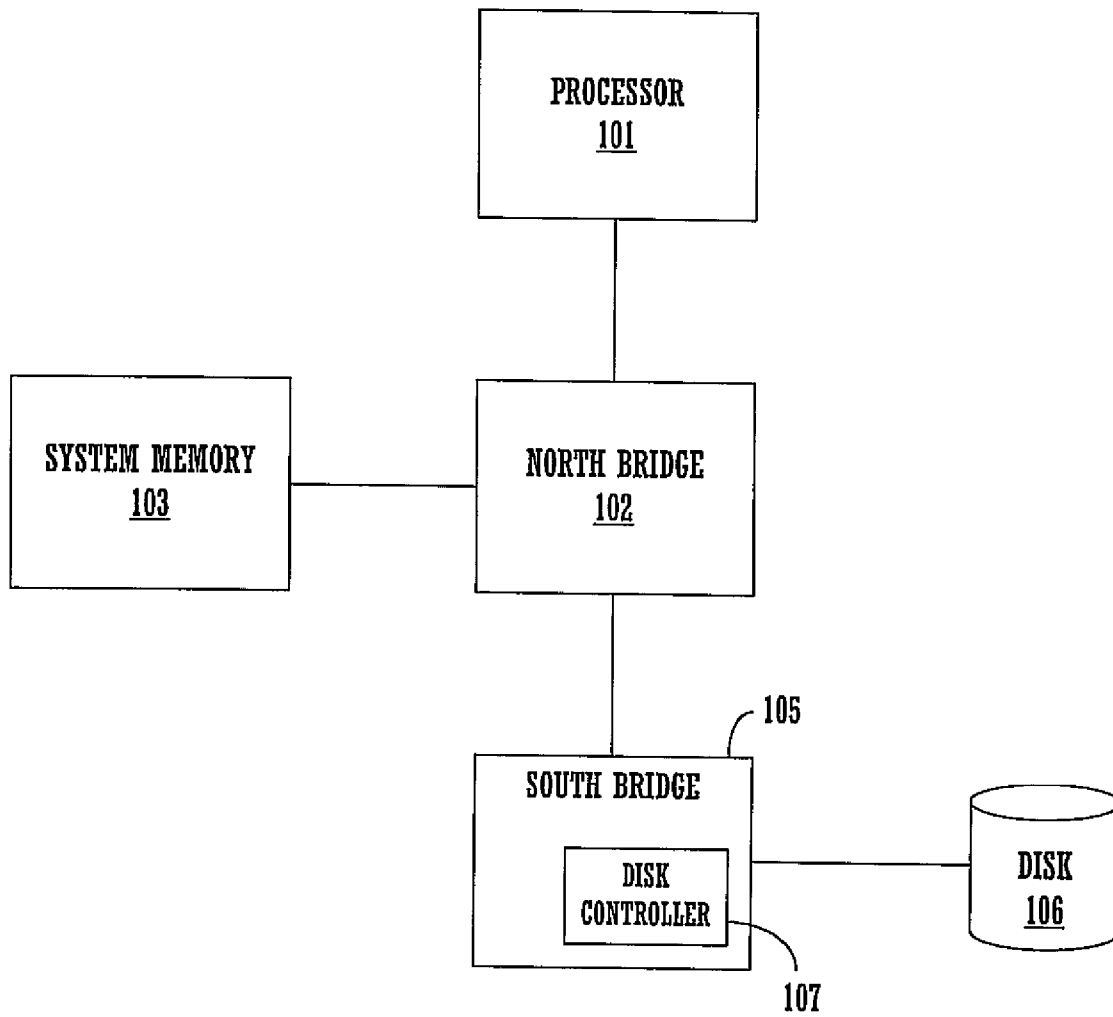 PROCESSOR
101
SYSTEM MEMORY
103
NORTH BRIDGE
102
105
SOUTH BRIDGE
DISK
CONTROLLER
107
DISK
106